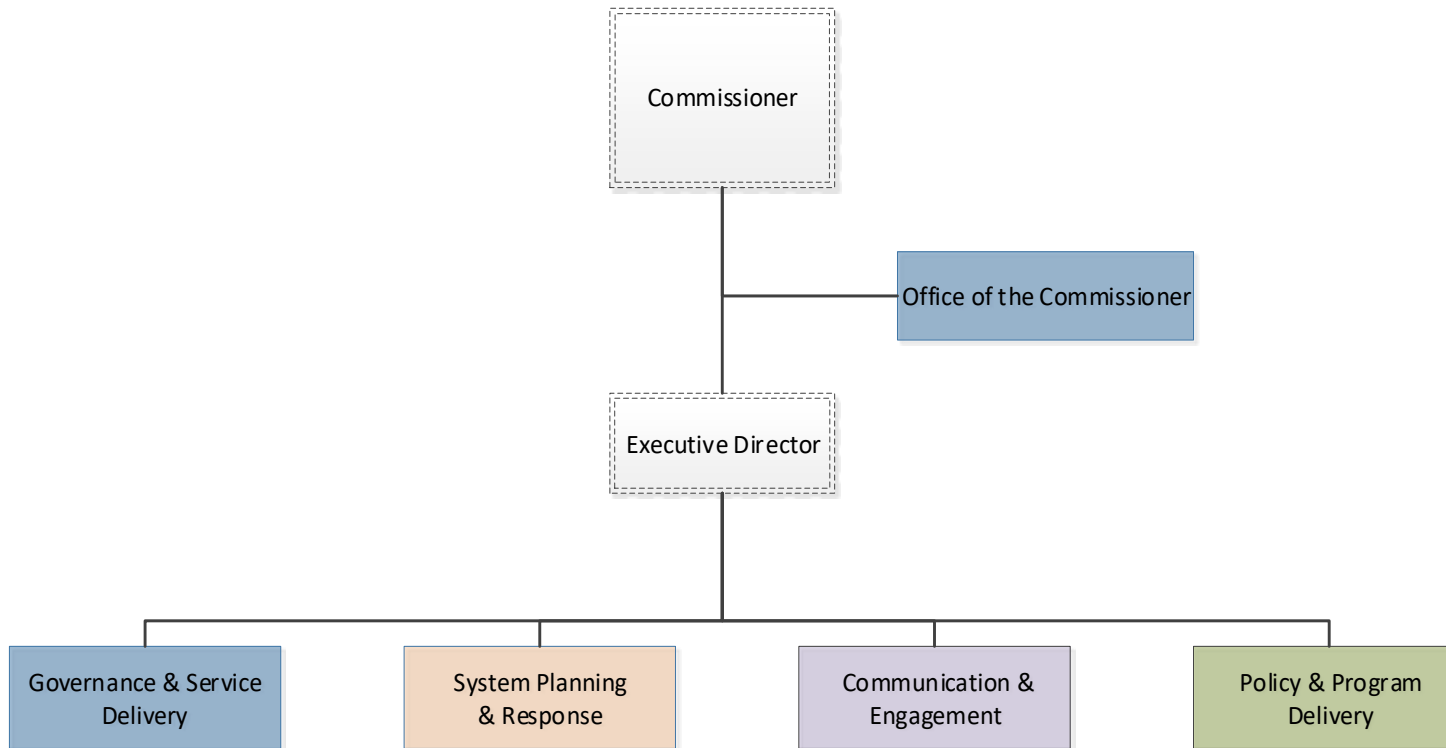 Commissioner
Office of the Commissioner
Executive Director
Governance & Service
Delivery
System Planning
& Response
Communication &
Engagement
Policy & Program
Delivery